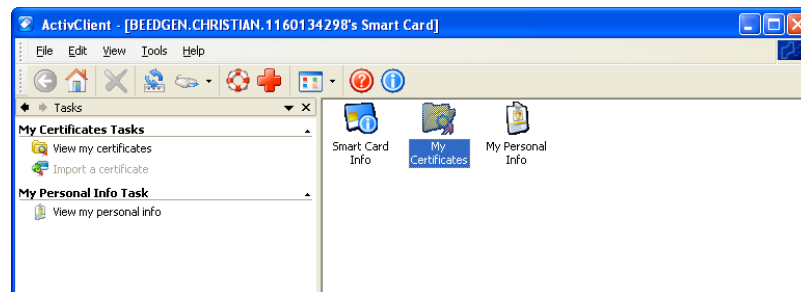 ActivClient - [BEEDGEN.CHRISTIAN.1160134298's Smart Card]
File Edit View Tools Help
Tasks
My Certificates Tasks
View my certificates
Import a certificate
My Personal Info Task
View my personal info
Smart Card
Info
My
Certificates
My Personal
Info